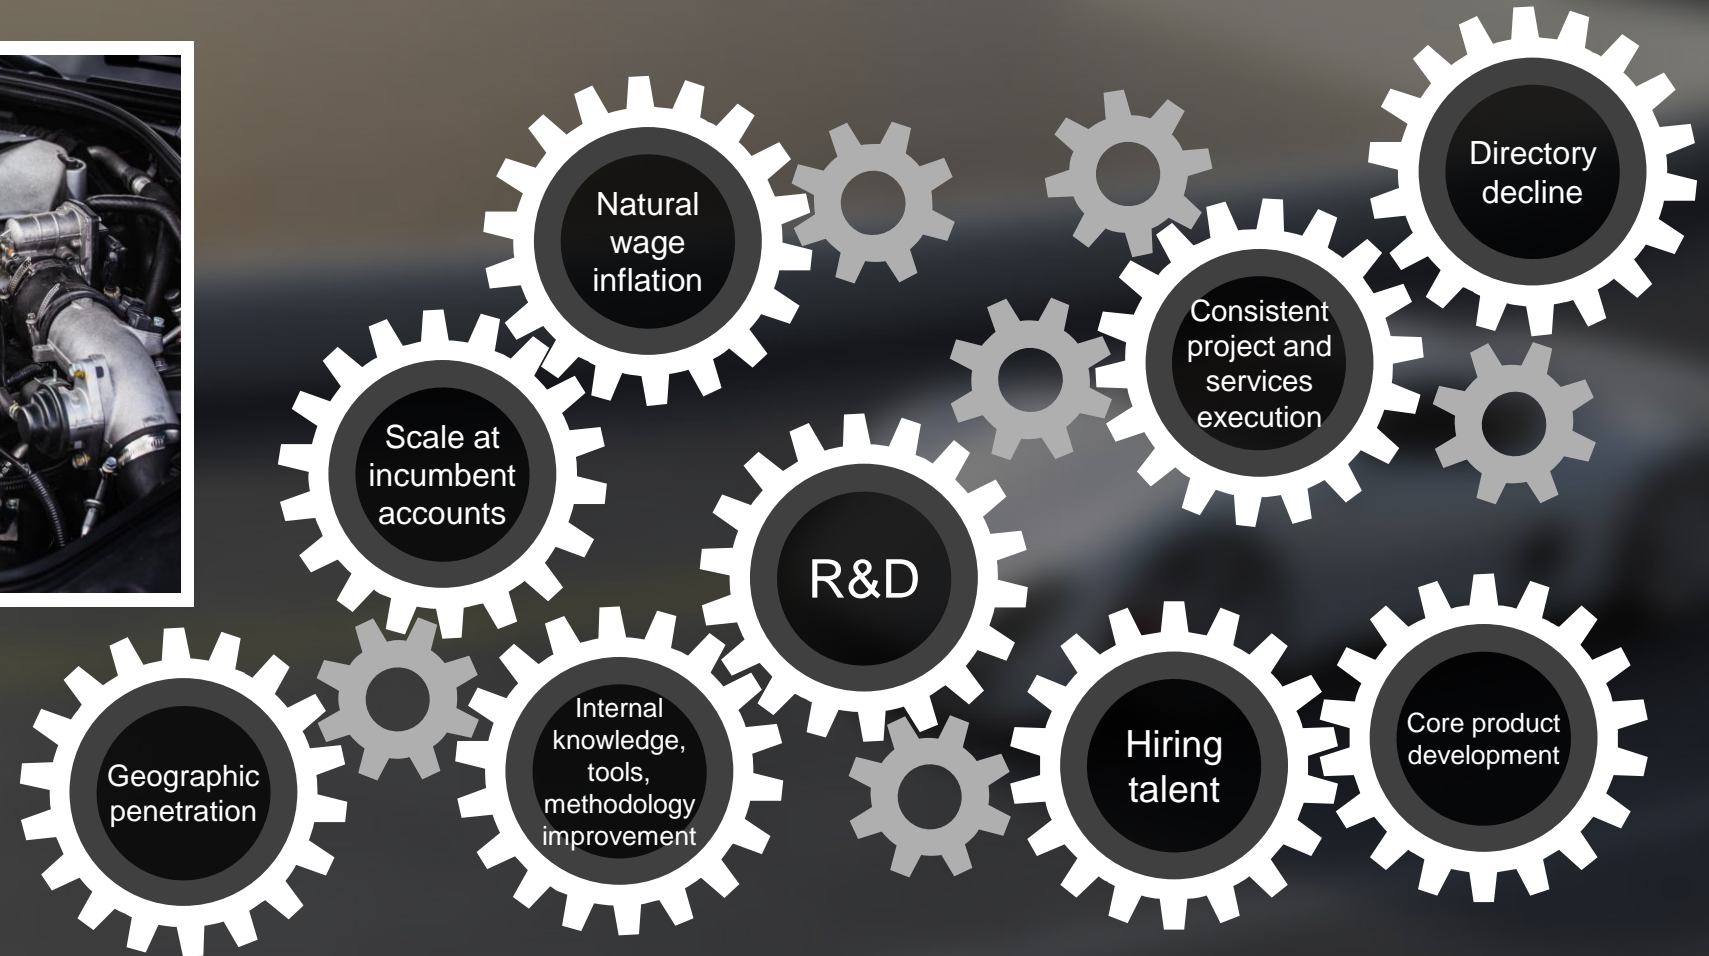 Directory
decline
Natural
wage
inflation
Consistent
project and
services
execution
Scale at
incumbent
accounts
R&D
Internal
knowledge,
tools,
methodology
improvement
Hiring
talent
Core product
development
Geographic
penetration